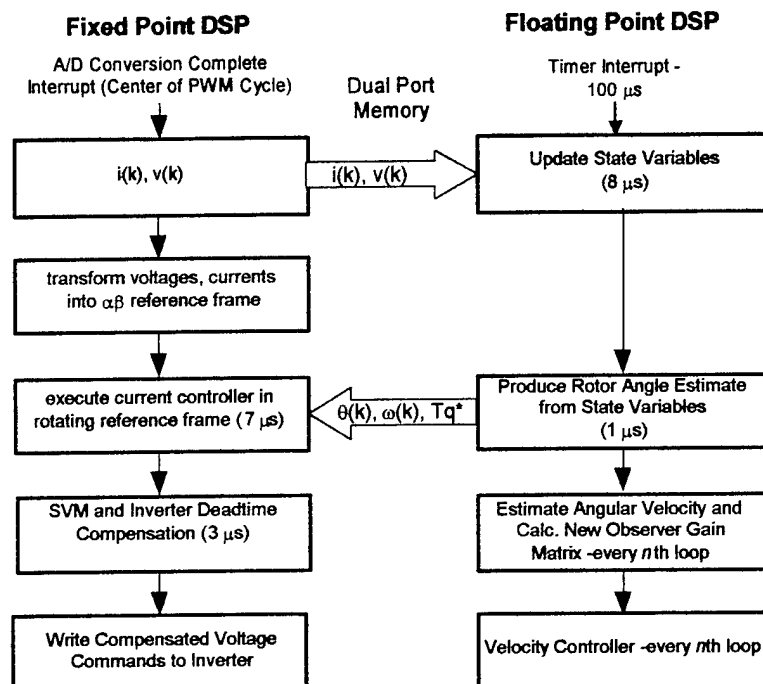 Fixed Point DSP
Floating Point DSP
A/D Conversion Complete
Interrupt (Center of PWM Cycle)
Dual Port
Memory
Timer Interrupt -
100 µs
i(k), v(k)
i(k), v(k)
Update State Variables
(8 µs)
transform voltages, currents
into αβ reference frame
execute current controller in
rotating reference frame (7 µs)
θ(k), ω(k), Tq*
Produce Rotor Angle Estimate
from State Variables
(1 µs)
SVM and Inverter Deadtime
Compensation (3 µs)
Estimate Angular Velocity and
Calc. New Observer Gain
Matrix -every nth loop
Write Compensated Voltage
Commands to Inverter
Velocity Controller -every nth loop